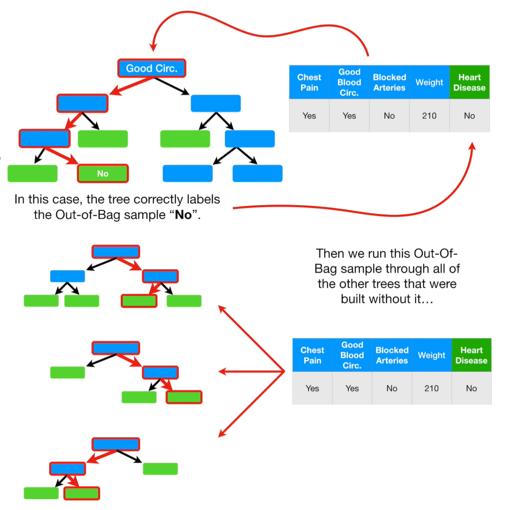 Good Circ.
Chest Pain
Good Blood Circ.
Blocked Arteries
Weight
Heart Disease
Yes
Yes
No
210
No
No
In this case, the tree correctly labels
the Out-of-Bag sample “No”.
Then we run this Out-Of-
Bag sample through all of
the other trees that were
built without it…
Chest Pain
Good Blood Circ.
Blocked Arteries
Weight
Heart Disease
Yes
Yes
No
210
No